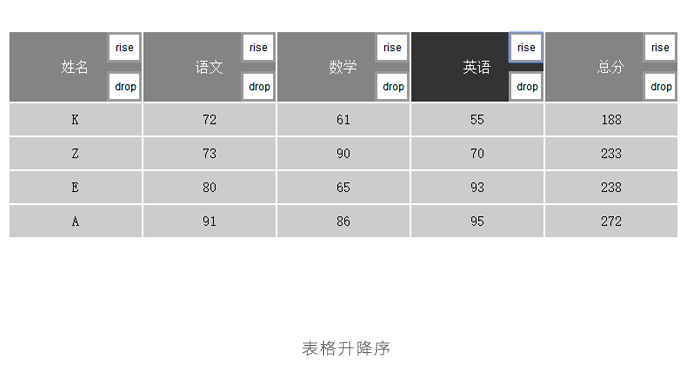 姓名 rise drop 语文 rise drop 数学 rise drop 英语 rise drop 总分 rise drop
K 72 61 55 188
Z 73 90 70 233
E 80 65 93 238
A 91 86 95 272
表格升降序